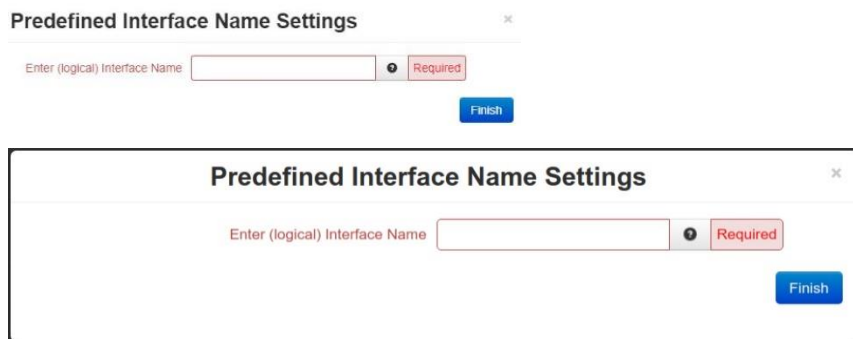 Predefined Interface Name Settings ×
Enter (logical) Interface Name ? Required
Finish
Predefined Interface Name Settings ×
Enter (logical) Interface Name ? Required
Finish